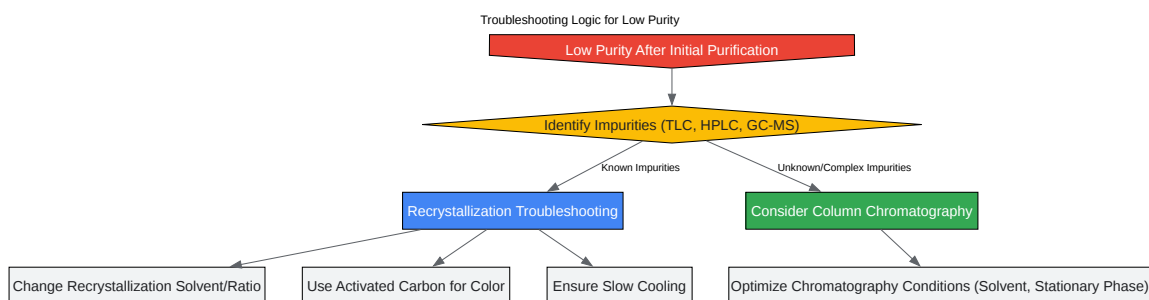 Troubleshooting Logic for Low Purity
Low Purity After Initial Purification
Identify Impurities (TLC, HPLC, GC-MS)
Known Impurities
Unknown/Complex Impurities
Recrystallization Troubleshooting
Consider Column Chromatography
Change Recrystallization Solvent/Ratio
Use Activated Carbon for Color
Ensure Slow Cooling
Optimize Chromatography Conditions (Solvent, Stationary Phase)